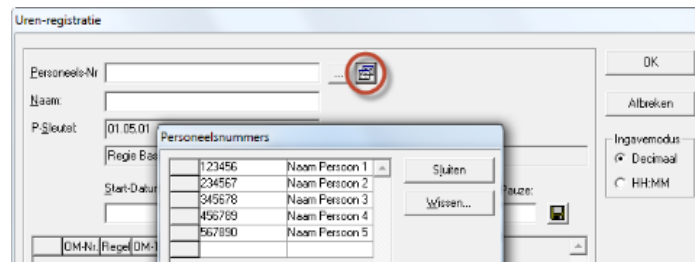 Uren-registratie
Personeels-Nr
...
OK
Naam:
Afbreken
P-Sleutel:
01.05.01
Personeelsnummers
Ingavemodus
Regie Bas
123456 Naam Persoon 1
Sluiten
Decimaal
Start-Datum
234567 Naam Persoon 2
Pauze:
HH:MM
345678 Naam Persoon 3
Wissen...
456789 Naam Persoon 4
567890 Naam Persoon 5
OM-Nr. Regel OM-T